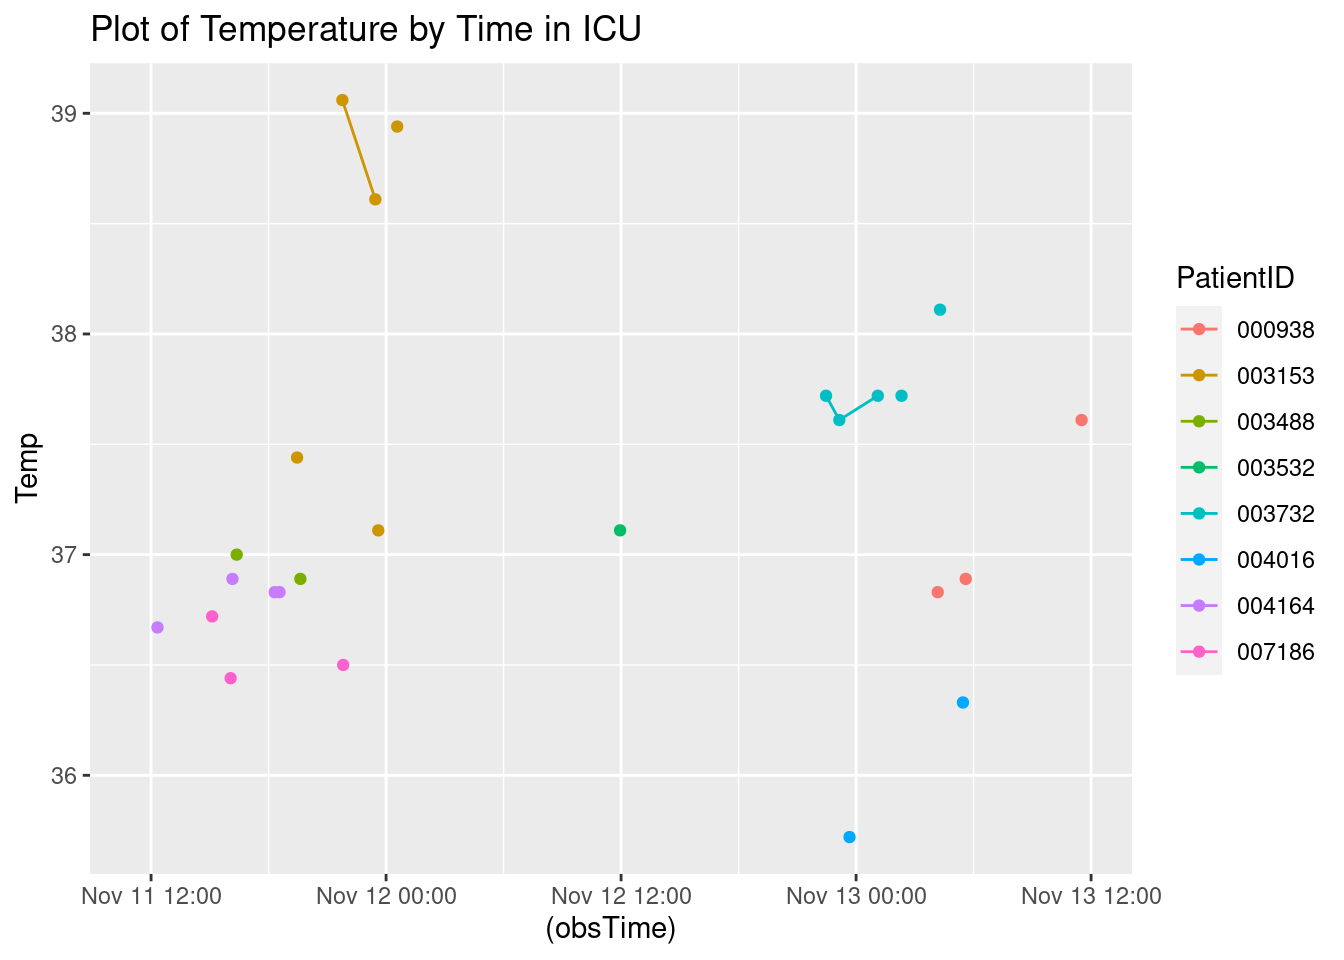 Plot of Temperature by Time in ICU
39
38
37
36
Temp
Nov 11 12:00
Nov 12 00:00
Nov 12 12:00
Nov 13 00:00
Nov 13 12:00
(obsTime)
PatientID
000938
003153
003488
003532
003732
004016
004164
007186